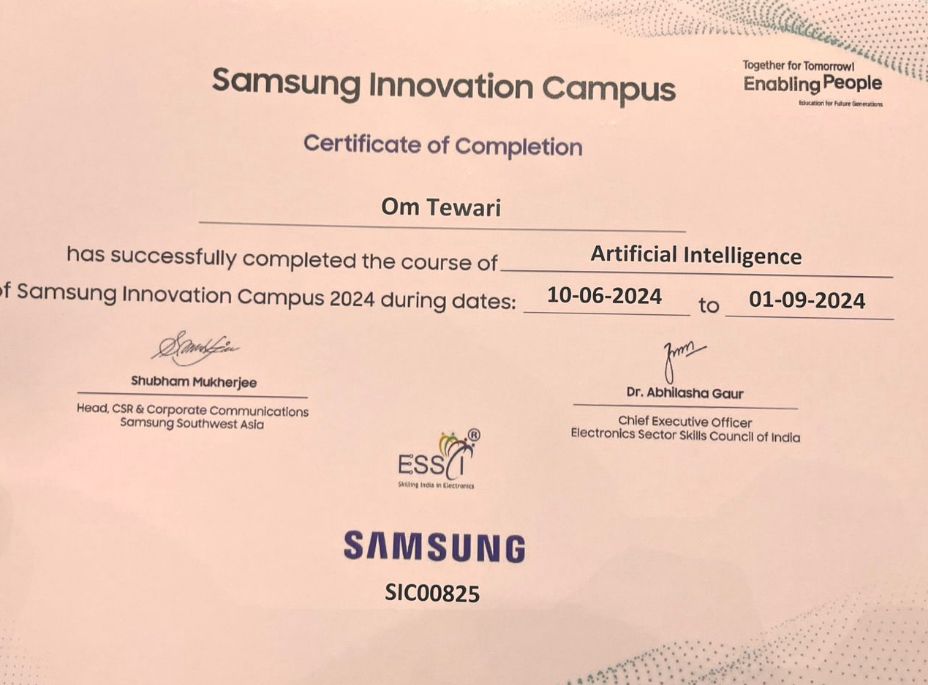 Together for Tomorrow!
Enabling People
Education for Future Generations
Samsung Innovation Campus
Certificate of Completion
Om Tewari
has successfully completed the course of Artificial Intelligence
of Samsung Innovation Campus 2024 during dates: 10-06-2024 to 01-09-2024
Shubham Mukherjee
Head, CSR & Corporate Communications
Samsung Southwest Asia
Dr. Abhilasha Gaur
Chief Executive Officer
Electronics Sector Skills Council of India
ESSCI ®
Skilling India in Electronics
SAMSUNG
SIC00825